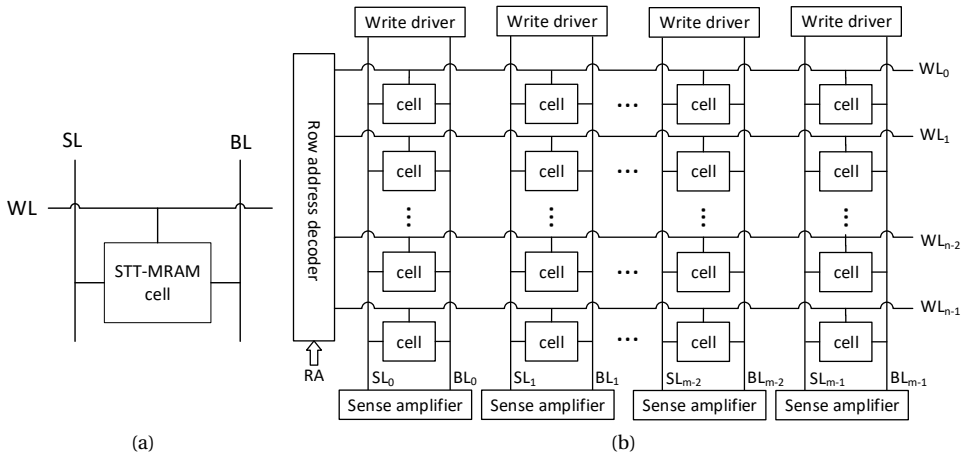 SL
BL
WL
STT-MRAM
cell
(a)
Write driver
Write driver
Write driver
Write driver
Row address decoder
RA
WL0
cell
cell
...
cell
cell
WL1
cell
cell
...
cell
cell
...
...
...
...
WLn-2
cell
cell
...
cell
cell
WLn-1
cell
cell
...
cell
cell
SL0 BL0 SL1 BL1 SLm-2 BLm-2 SLm-1 BLm-1
Sense amplifier
Sense amplifier
Sense amplifier
Sense amplifier
(b)